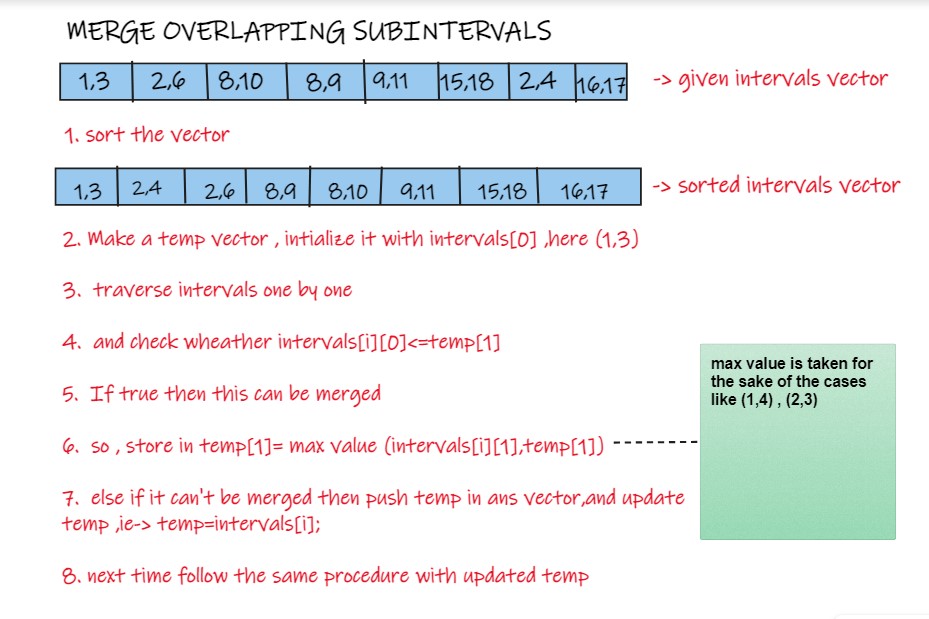 MERGE OVERLAPPING SUBINTERVALS
1,3 2,6 8,10 8,9 9,11 15,18 2,4 16,17 -> given intervals vector
1. sort the vector
1,3 2,4 2,6 8,9 8,10 9,11 15,18 16,17 -> sorted intervals vector
2. Make a temp vector , intialize it with intervals[0] ,here (1,3)
3. traverse intervals one by one
4. and check wheather intervals[i][0]<=temp[1]
5. If true then this can be merged
6. so , store in temp[1]= max value (intervals[i][1],temp[1])
max value is taken for
the sake of the cases
like (1,4) , (2,3)
7. else if it can't be merged then push temp in ans vector,and update
temp ,ie-> temp=intervals[i];
8. next time follow the same procedure with updated temp